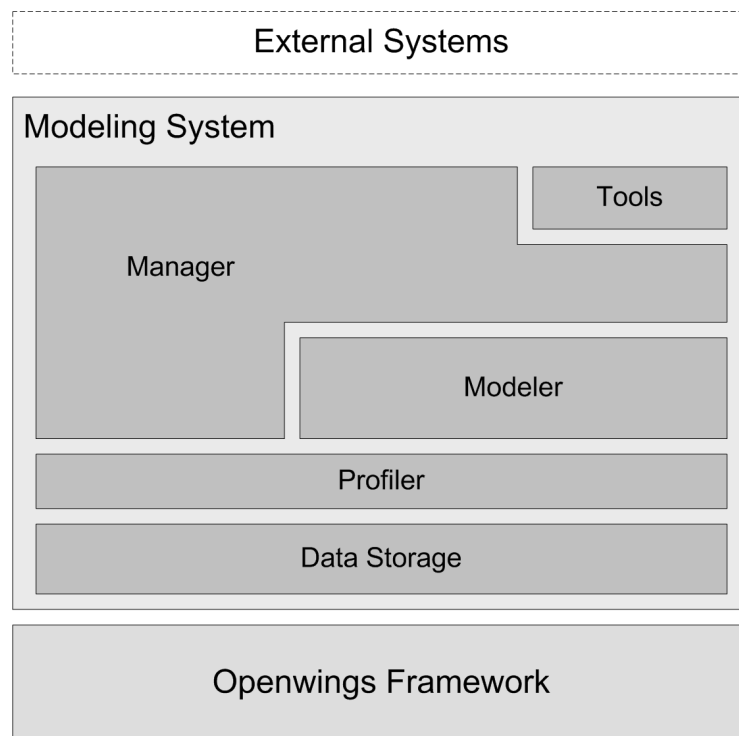 External Systems
Modeling System
Tools
Manager
Modeler
Profiler
Data Storage
Openwings Framework